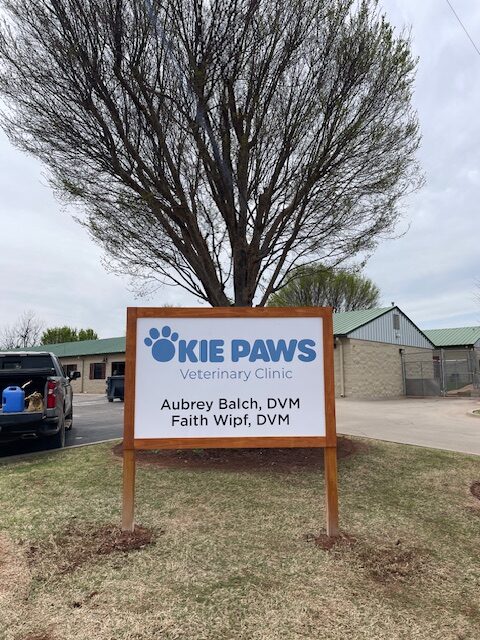 OKIE PAWS
Veterinary Clinic
Aubrey Balch, DVM
Faith Wipf, DVM